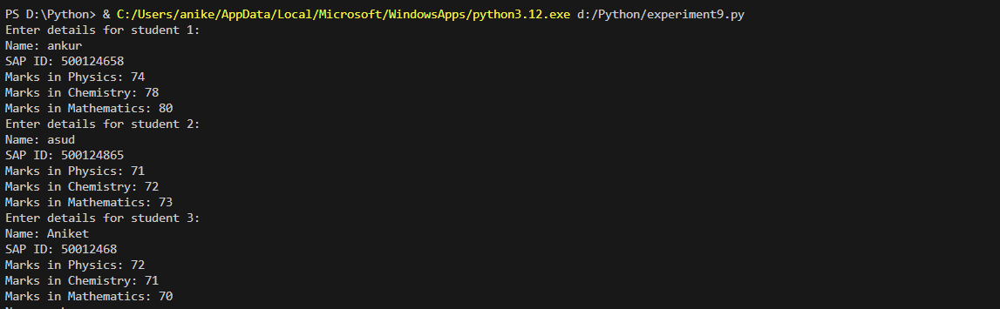 PS D:\Python> & C:/Users/anike/AppData/Local/Microsoft/WindowsApps/python3.12.exe d:/Python/experiment9.py
Enter details for student 1:
Name: ankur
SAP ID: 500124658
Marks in Physics: 74
Marks in Chemistry: 78
Marks in Mathematics: 80
Enter details for student 2:
Name: asud
SAP ID: 500124865
Marks in Physics: 71
Marks in Chemistry: 72
Marks in Mathematics: 73
Enter details for student 3:
Name: Aniket
SAP ID: 50012468
Marks in Physics: 72
Marks in Chemistry: 71
Marks in Mathematics: 70